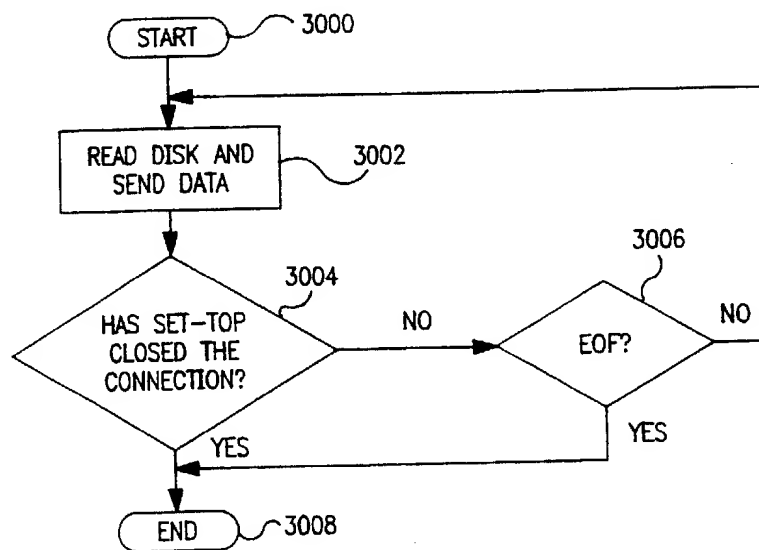 START
3000
READ DISK AND
SEND DATA
3002
HAS SET-TOP
CLOSED THE
CONNECTION?
3004
NO
EOF?
3006
NO
YES
YES
END
3008